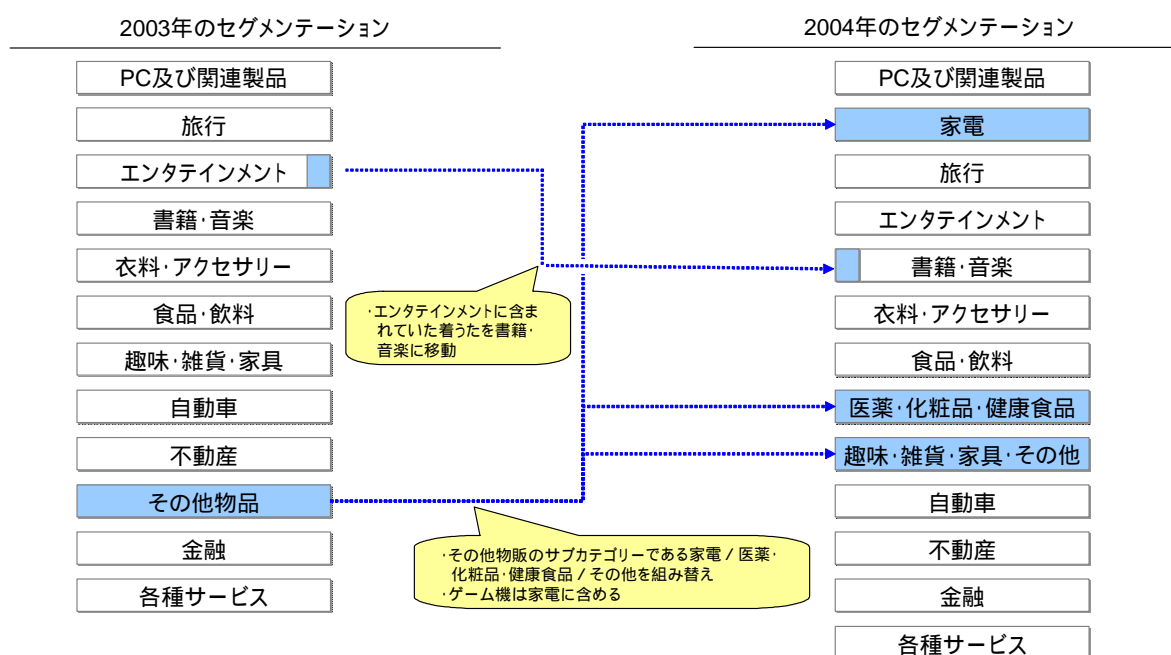 2003年のセグメンテーション
PC及び関連製品
旅行
エンタテインメント
書籍・音楽
衣料・アクセサリー
食品・飲料
趣味・雑貨・家具
自動車
不動産
その他物品
金融
各種サービス
・エンタテインメントに含ま
れていた着うたを書籍・
音楽に移動
・その他物販のサブカテゴリーである家電 / 医薬・
化粧品・健康食品 / その他を組み替え
・ゲーム機は家電に含める
2004年のセグメンテーション
PC及び関連製品
家電
旅行
エンタテインメント
書籍・音楽
衣料・アクセサリー
食品・飲料
医薬・化粧品・健康食品
趣味・雑貨・家具・その他
自動車
不動産
金融
各種サービス